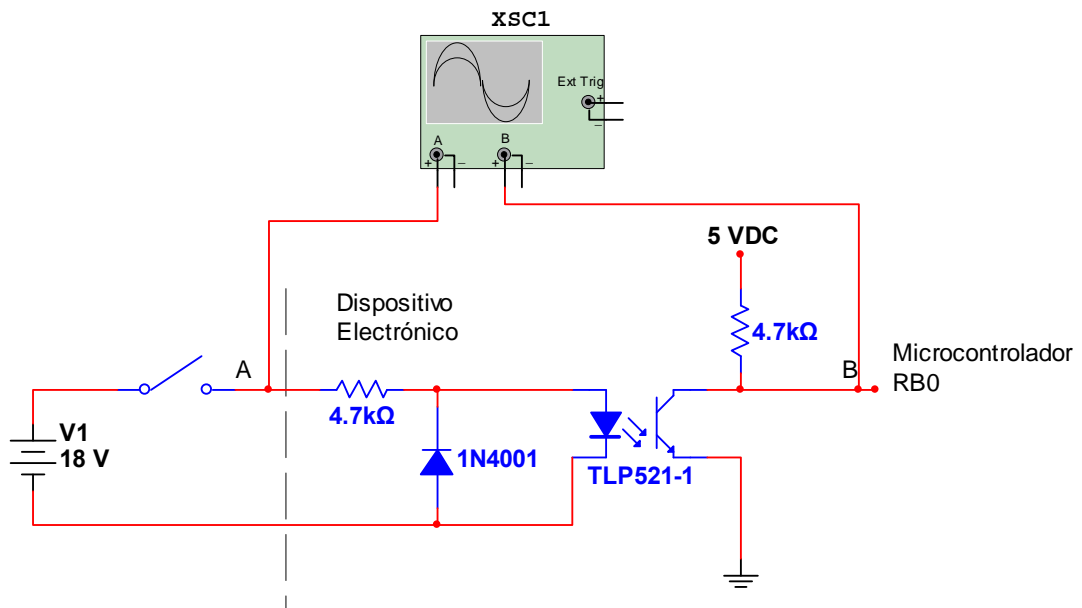 XSC1
Ext Trig
+
–
A
B
+
–
+
–
5 VDC
Dispositivo
Electrónico
4.7kΩ
Microcontrolador
RB0
A
B
4.7kΩ
V1
18 V
1N4001
TLP521-1